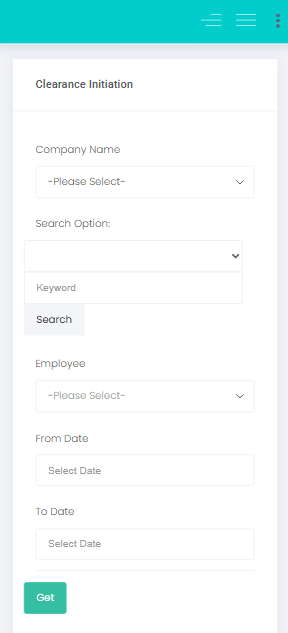 Clearance Initiation
Company Name
-Please Select-
Search Option:
Keyword
Search
Employee
-Please Select-
From Date
Select Date
To Date
Select Date
Get